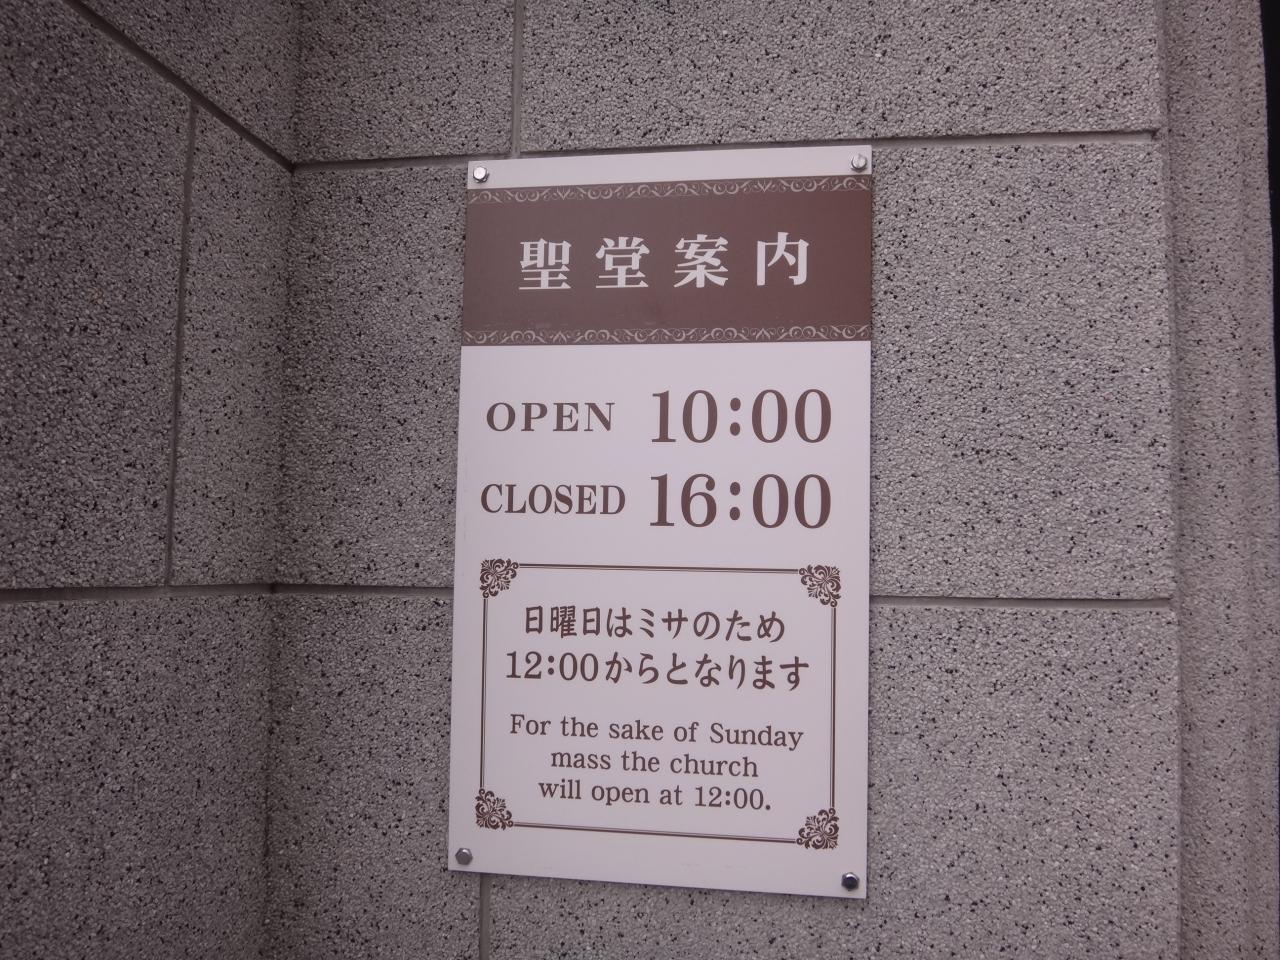 聖堂案内
OPEN 10:00
CLOSED 16:00
日曜日はミサのため
12:00からとなります
For the sake of Sunday
mass the church
will open at 12:00.